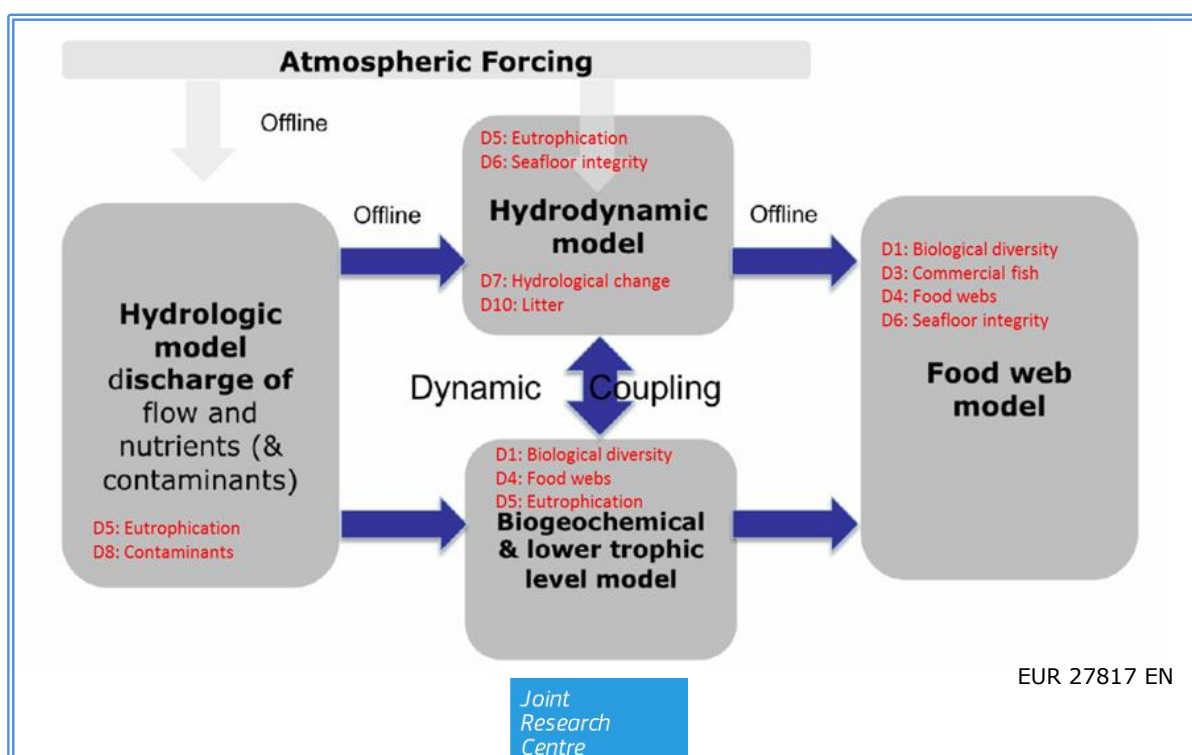 Atmospheric Forcing
Offline
D5: Eutrophication
D6: Seafloor integrity
Offline
Hydrodynamic
model
Offline
D7: Hydrological change
D10: Litter
D1: Biological diversity
D3: Commercial fish
D4: Food webs
D6: Seafloor integrity
Hydrologic
model
discharge of
flow and
nutrients (&
contaminants)
D5: Eutrophication
D8: Contaminants
Food web
model
Dynamic Coupling
D1: Biological diversity
D4: Food webs
D5: Eutrophication
Biogeochemical
& lower trophic
level model
EUR 27817 EN
Joint
Research
Centre